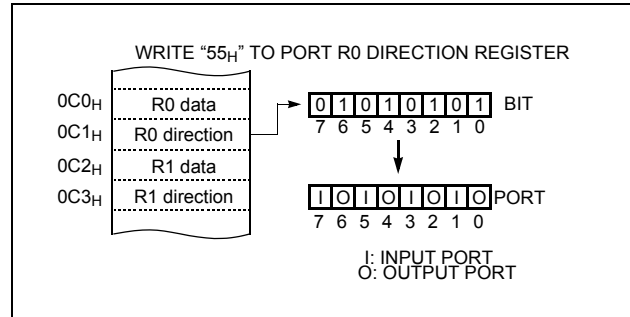 WRITE “55H” TO PORT R0 DIRECTION REGISTER
0C0H R0 data
0C1H R0 direction
0C2H R1 data
0C3H R1 direction
0 1 0 1 0 1 0 1 BIT
7 6 5 4 3 2 1 0
I O I O I O I O PORT
7 6 5 4 3 2 1 0
I: INPUT PORT
O: OUTPUT PORT